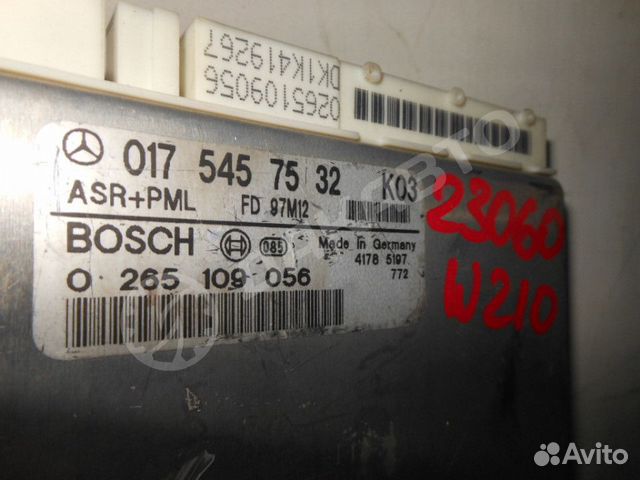 0265109056
DK1K419267
017 545 75 32 K03
ASR+PML FD 97M12
BOSCH 085 Made in Germany
4178 5197
0 265 109 056 772
23060
W210
Avito